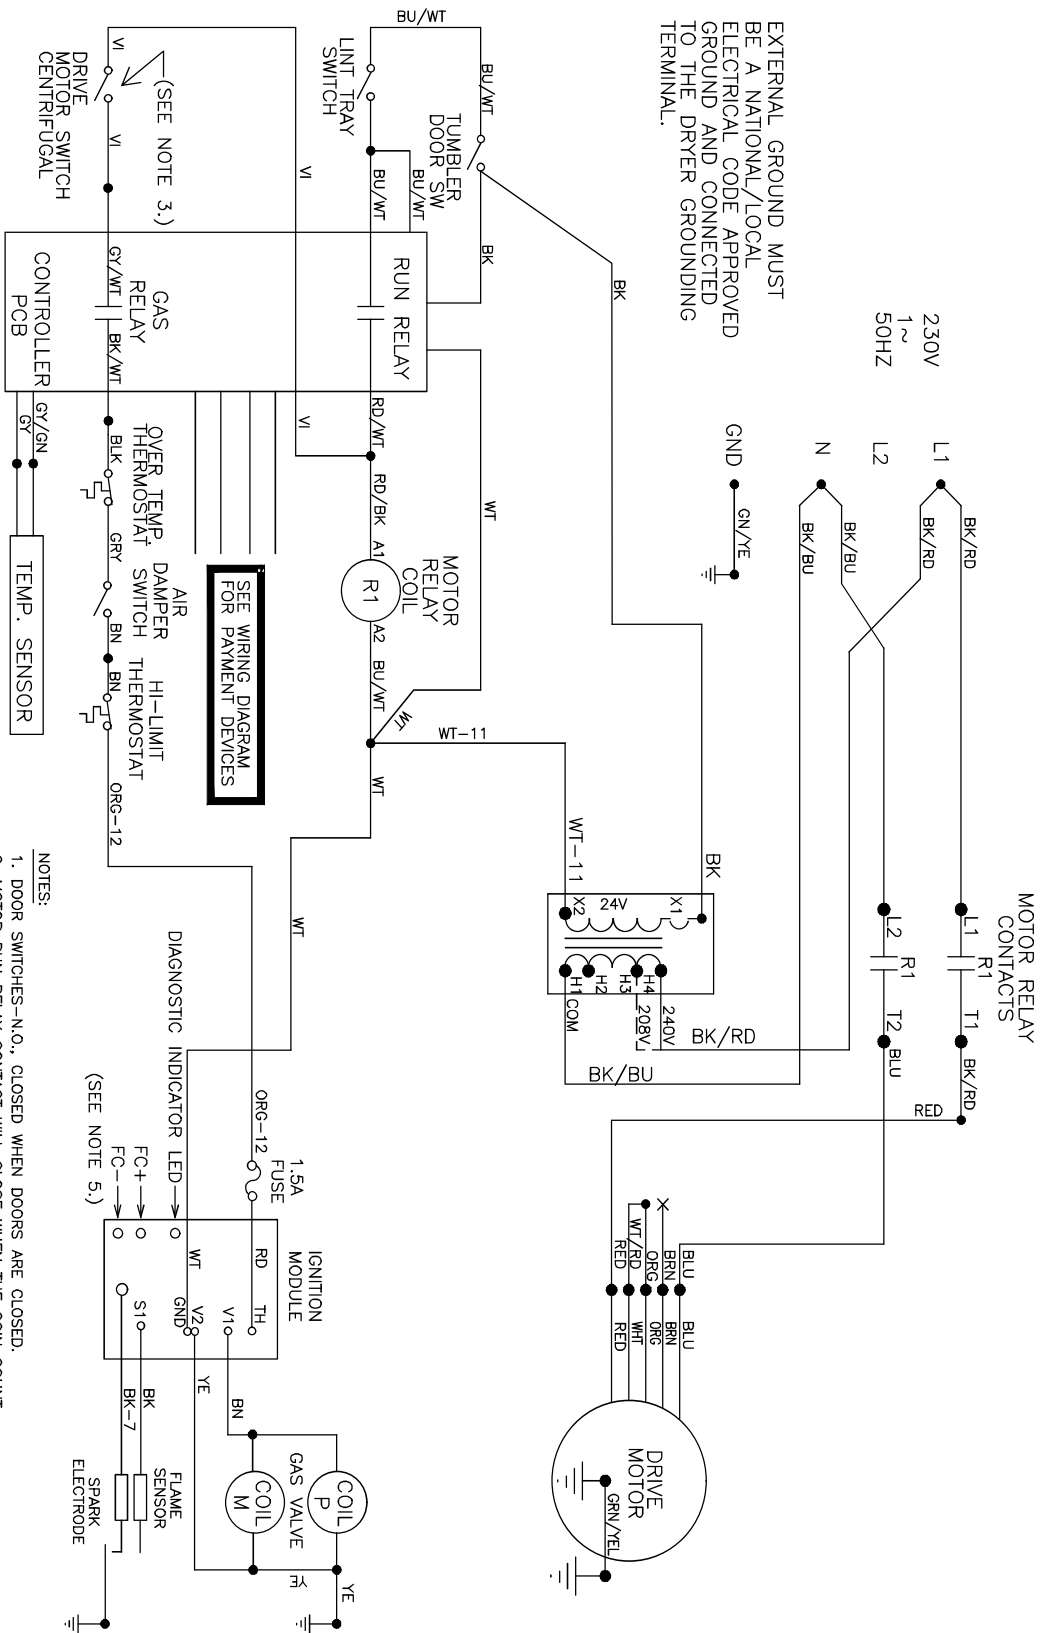 EXTERNAL GROUND MUST
BE A NATIONAL/LOCAL
ELECTRICAL CODE APPROVED
GROUND AND CONNECTED
TO THE DRYER GROUNDING
TERMINAL.
230V
1~
50HZ
L1
L2
N
GND
BK/RD
BK/RD
BK/BU
BK/BU
GN/YE
MOTOR RELAY
CONTACTS
L1
R1
T1
L2
R1
T2
BK/RD
BLU
RED
BLU
BRN
ORG
WT/RD
RED
BLU
BRN
ORG
WHT
RED
DRIVE
MOTOR
GRN/YEL
BU/WT
BU/WT
TUMBLER
DOOR SW
LINT TRAY
SWITCH
BU/WT
BU/WT
BK
BK
BK
RUN RELAY
WT
RD/WT
RD/BK
A1
R1
A2
MOTOR
RELAY
COIL
BU/WT
WT
WT
WT-11
WT-11
X2
24V
X1
H1
H2
H3
H4
COM
208V
240V
BK/RD
BK/BU
VI
VI
VI
VI
(SEE NOTE 3.)
DRIVE
MOTOR SWITCH
CENTRIFUGAL
GY/WT
GAS
RELAY
BK/WT
CONTROLLER
PCB
GY/GN
GY
TEMP. SENSOR
BLK
OVER TEMP.
THERMOSTAT
GRY
AIR
DAMPER
SWITCH
BN
BN
HI-LIMIT
THERMOSTAT
ORG-12
SEE WIRING DIAGRAM
FOR PAYMENT DEVICES
WT
ORG-12
1.5A
FUSE
IGNITION
MODULE
DIAGNOSTIC INDICATOR LED
FC+
FC-
(SEE NOTE 5.)
WT
RD
TH
V1
V2
GND
S1
YE
BN
BK
BK-7
COIL
P
COIL
M
GAS VALVE
YE
YE
FLAME
SENSOR
SPARK
ELECTRODE
NOTES:
1. DOOR SWITCHES-N.O., CLOSED WHEN DOORS ARE CLOSED.